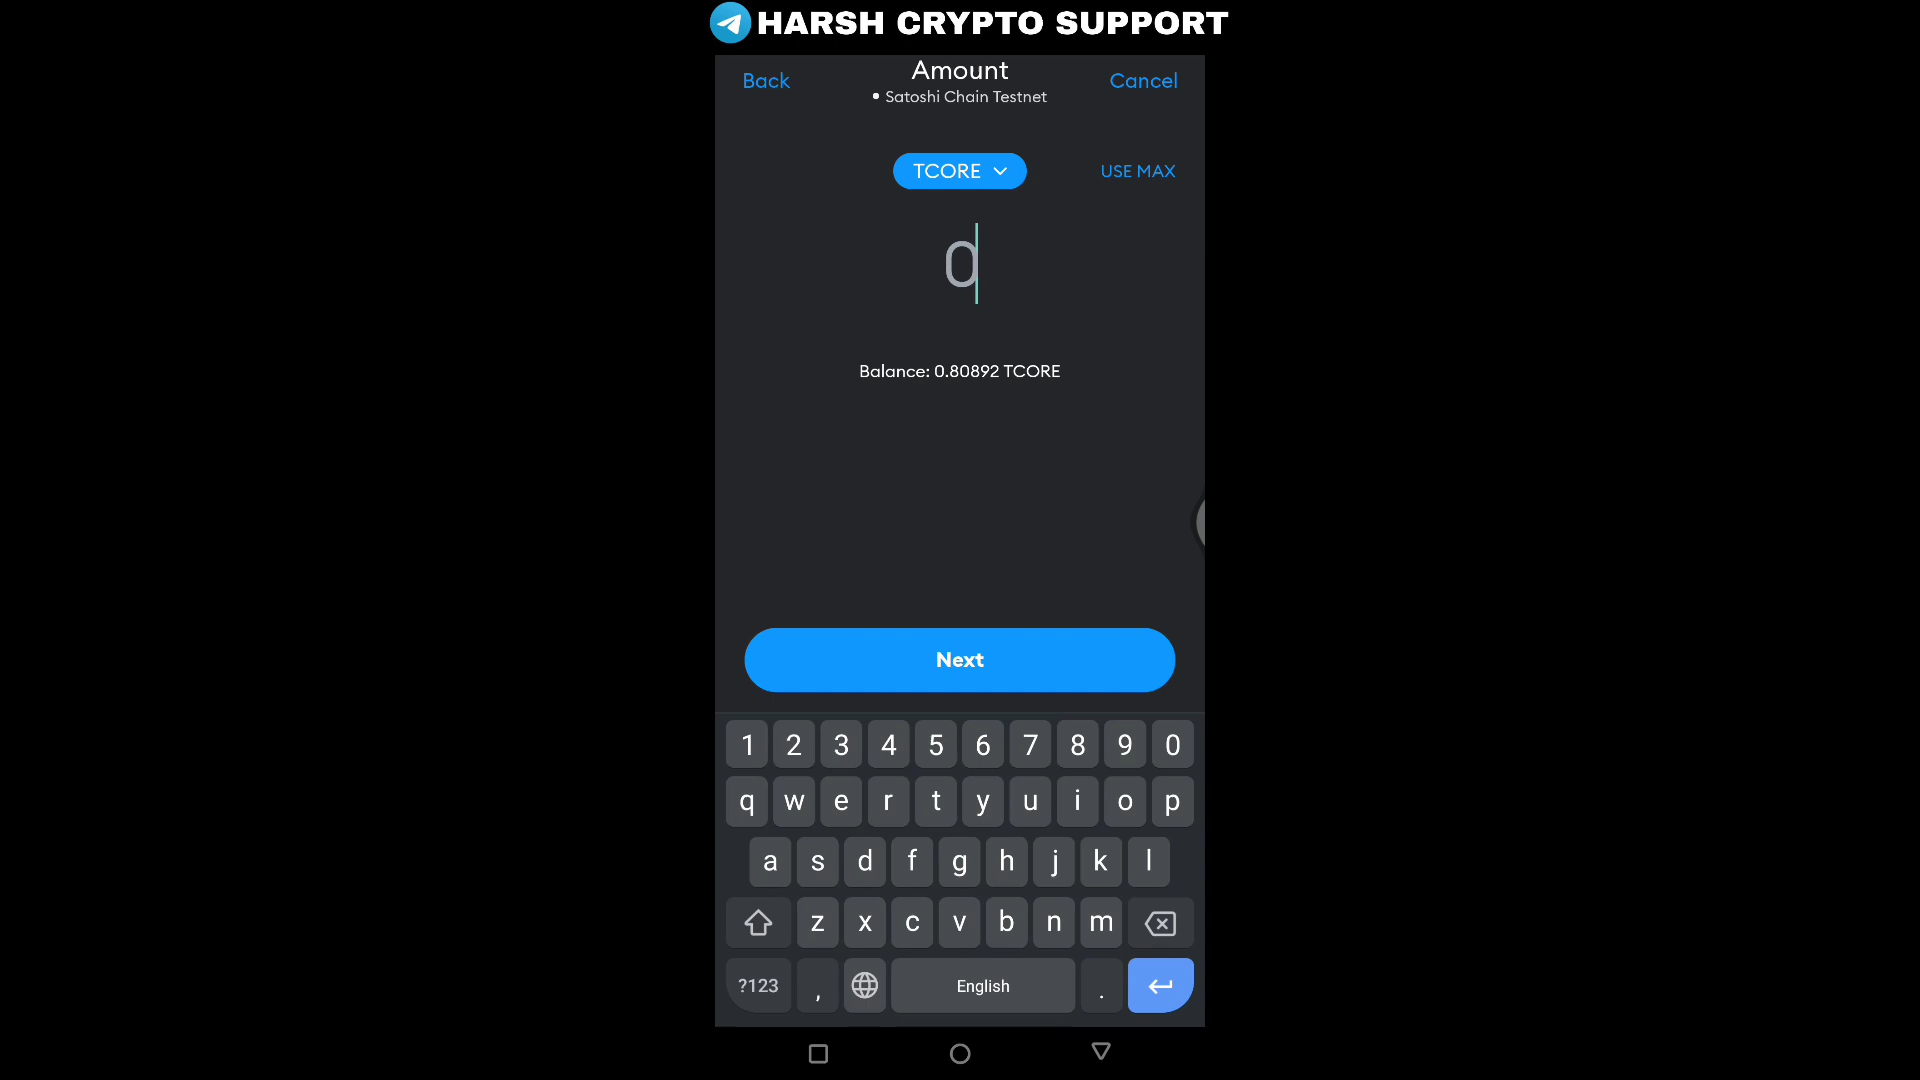 HARSH CRYPTO SUPPORT
Back
Amount
Cancel
Satoshi Chain Testnet
TCORE
USE MAX
0
Balance: 0.80892 TCORE
Next
1 2 3 4 5 6 7 8 9 0
q w e r t y u i o p
a s d f g h j k l
z x c v b n m
?123 , English .